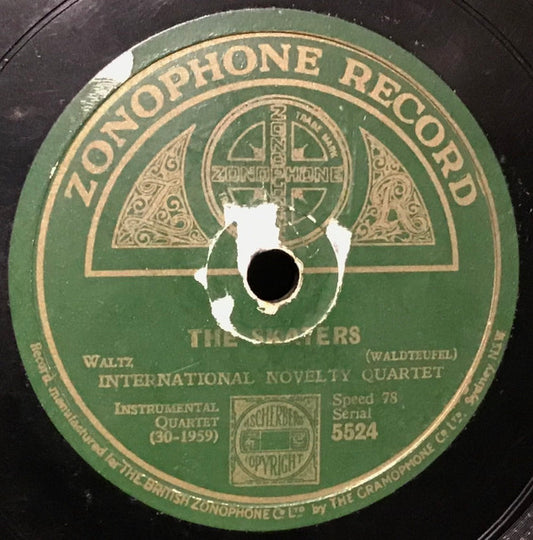 ZONOPHONE RECORD
TRADE MARK
ZONOPHONE
ZONOPHONE
THE SKATERS
WALTZ (WALDTEUFEL)
INTERNATIONAL NOVELTY QUARTET
INSTRUMENTAL
QUARTET
(30-1959)
Speed 78
Serial
5524
COPYRIGHT
Record manufactured for THE BRITISH ZONOPHONE Co LTD by THE GRAMOPHONE Co LTD. Sydney. N.S.W.